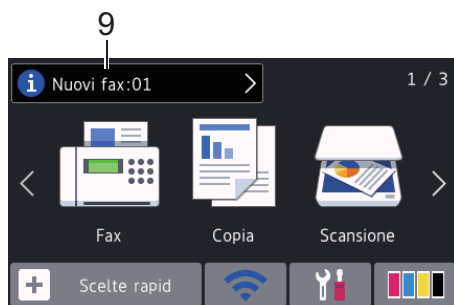 9
Nuovi fax:01
1 / 3
Fax Copia Scansione
Scelte rapid